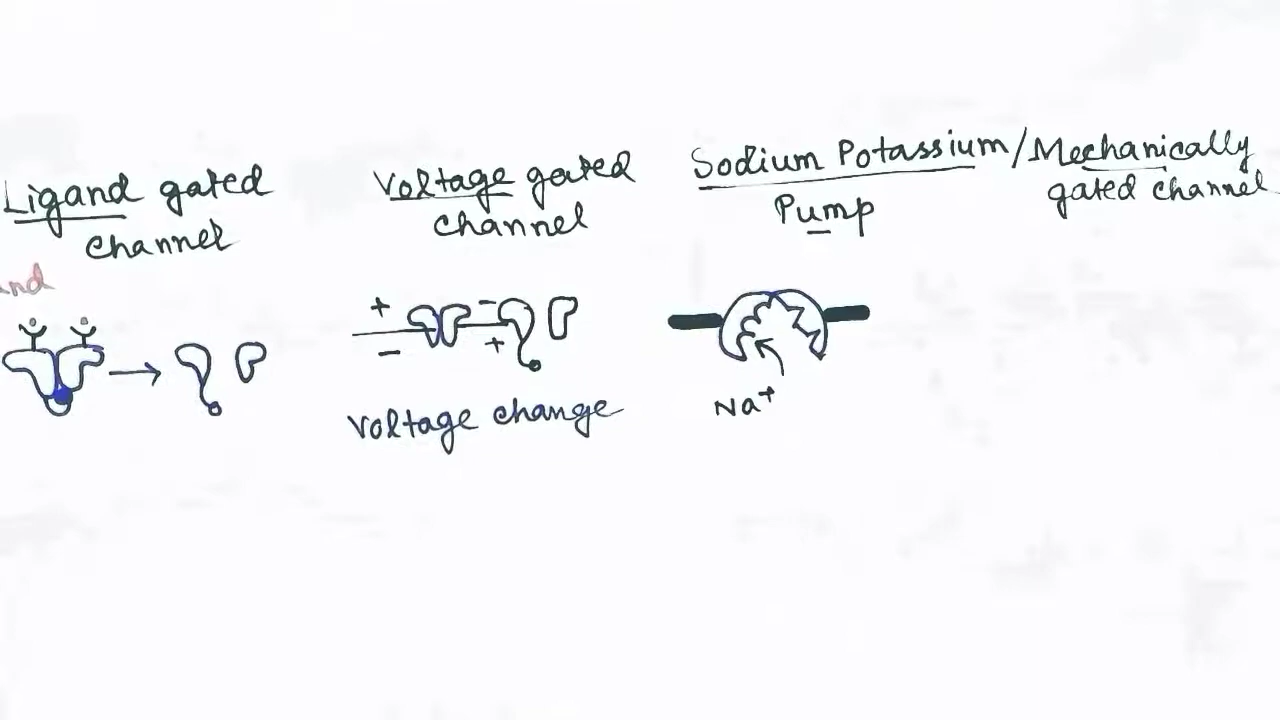 Ligand gated
channel
Voltage gated
channel
Sodium Potassium / Mechanically
Pump
gated channel
+
-
-
+
Voltage change
Na+